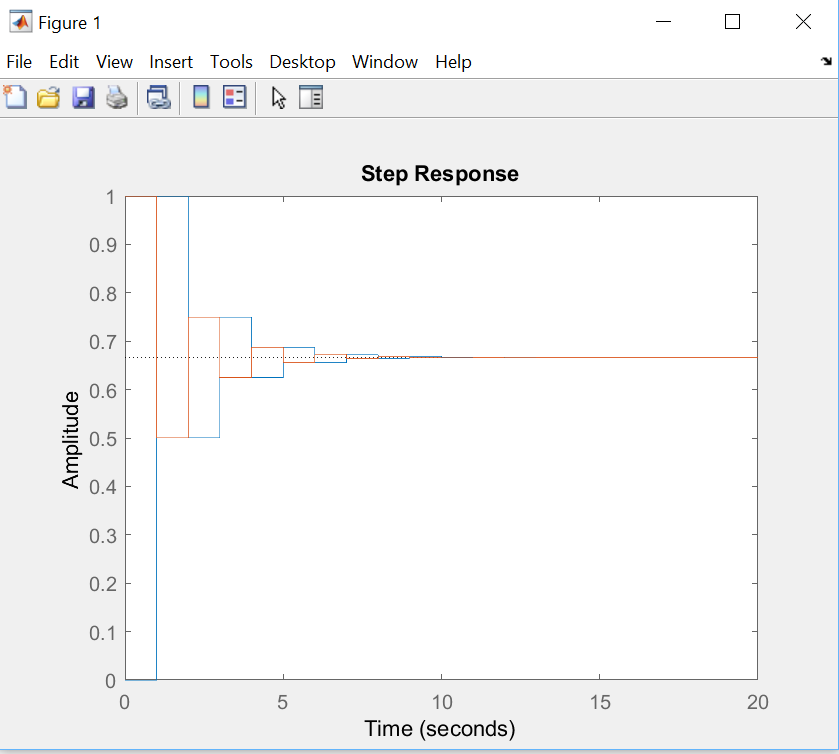 Figure 1
File Edit View Insert Tools Desktop Window Help
Step Response
1
0.9
0.8
0.7
0.6
0.5
0.4
0.3
0.2
0.1
0
Amplitude
0 5 10 15 20
Time (seconds)